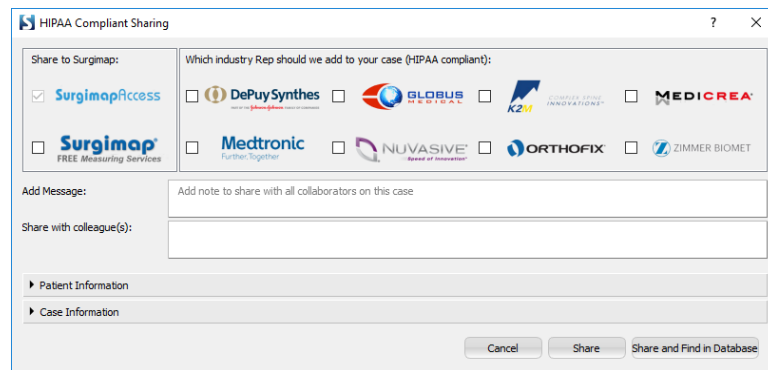 HIPAA Compliant Sharing
?
Share to Surgimap:
Which industry Rep should we add to your case (HIPAA compliant):
SurgimapAccess
DePuySynthes
GLOBUS
MEDICAL
K2M
COMPLEX SPINE
INNOVATIONS
MEDICREA
Surgimap
FREE Measuring Services
Medtronic
Further, Together
NUVASIVE
Speed of Innovation
ORTHOFIX
ZIMMER BIOMET
Add Message:
Add note to share with all collaborators on this case
Share with colleague(s):
Patient Information
Case Information
Cancel
Share
Share and Find in Database